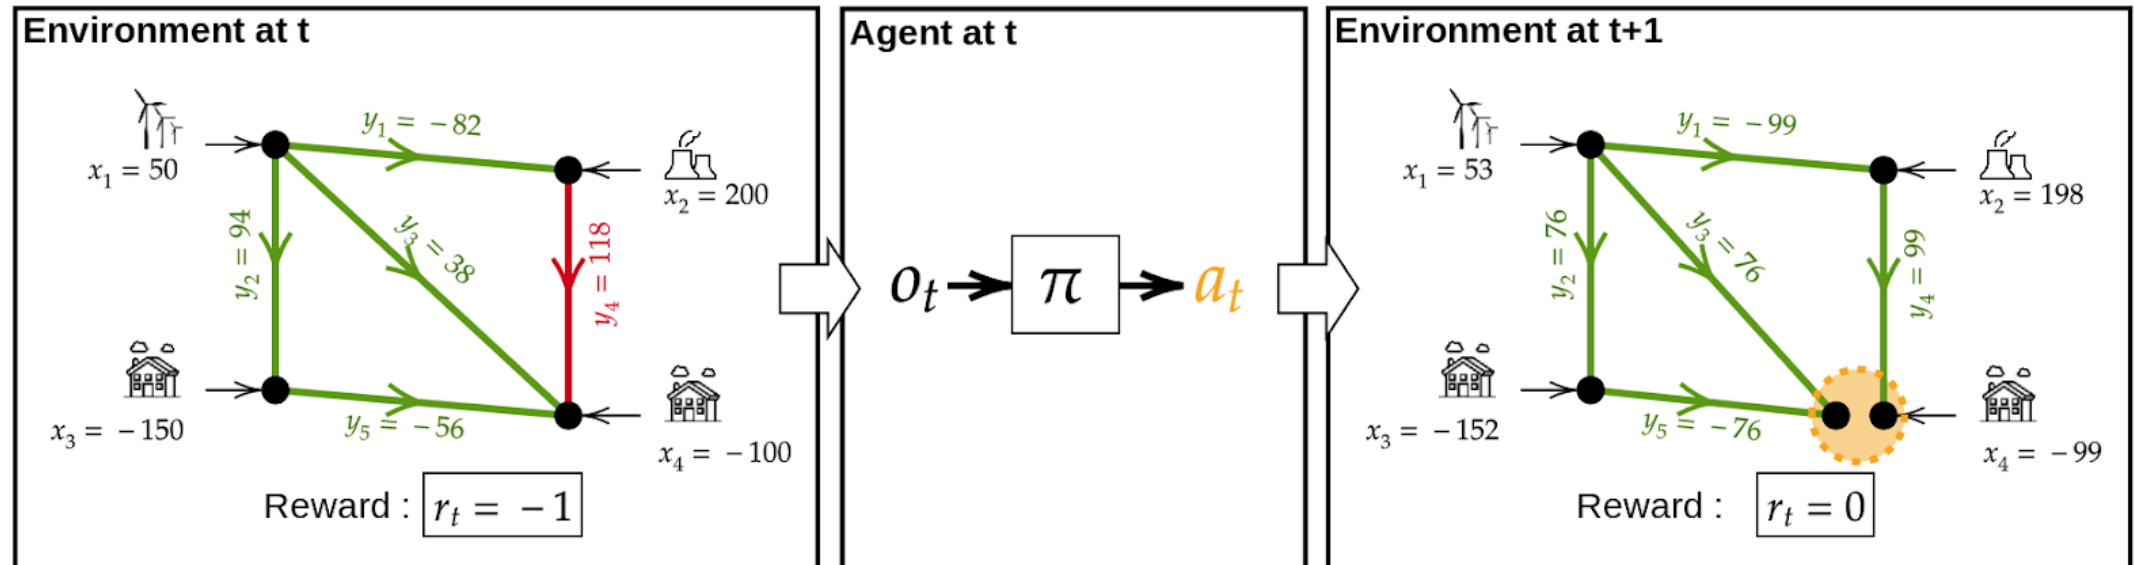 Environment at t
y₁ = −82
x₁ = 50
x₂ = 200
y₂ = 94
y₃ = 38
y₄ = 118
x₃ = −150
y₅ = −56
x₄ = −100
Reward : rₜ = −1
Agent at t
oₜ π aₜ
Environment at t+1
y₁ = −99
x₁ = 53
x₂ = 198
y₂ = 76
y₃ = 76
y₄ = 99
x₃ = −152
y₅ = −76
x₄ = −99
Reward : rₜ = 0